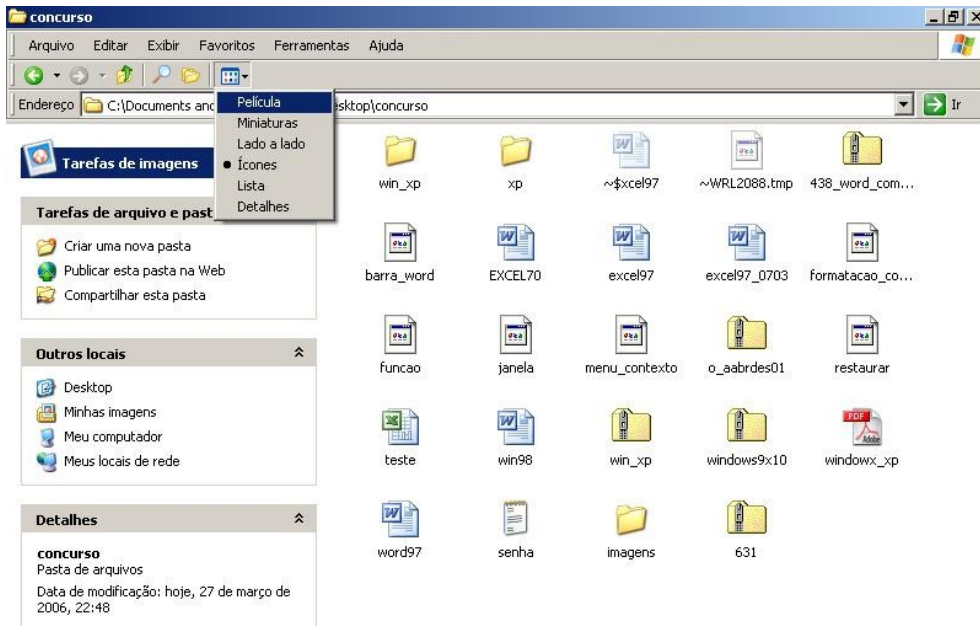 concurso
Arquivo Editar Exibir Favoritos Ferramentas Ajuda
Endereço C:\Documents and sktop\concurso Ir
Película
Miniaturas
Lado a lado
Ícones
Lista
Detalhes
Tarefas de imagens
Tarefas de arquivo e past
Criar uma nova pasta
Publicar esta pasta na Web
Compartilhar esta pasta
Outros locais
Desktop
Minhas imagens
Meu computador
Meus locais de rede
Detalhes
concurso
Pasta de arquivos
Data de modificação: hoje, 27 de março de
2006, 22:48
win_xp xp ~$xcel97 ~WRL2088.tmp 438_word_com...
barra_word EXCEL70 excel97 excel97_0703 formatacao_co...
funcao janela menu_contexto o_aabrdes01 restaurar
teste win98 win_xp windows9x10 windowx_xp
word97 senha imagens 631